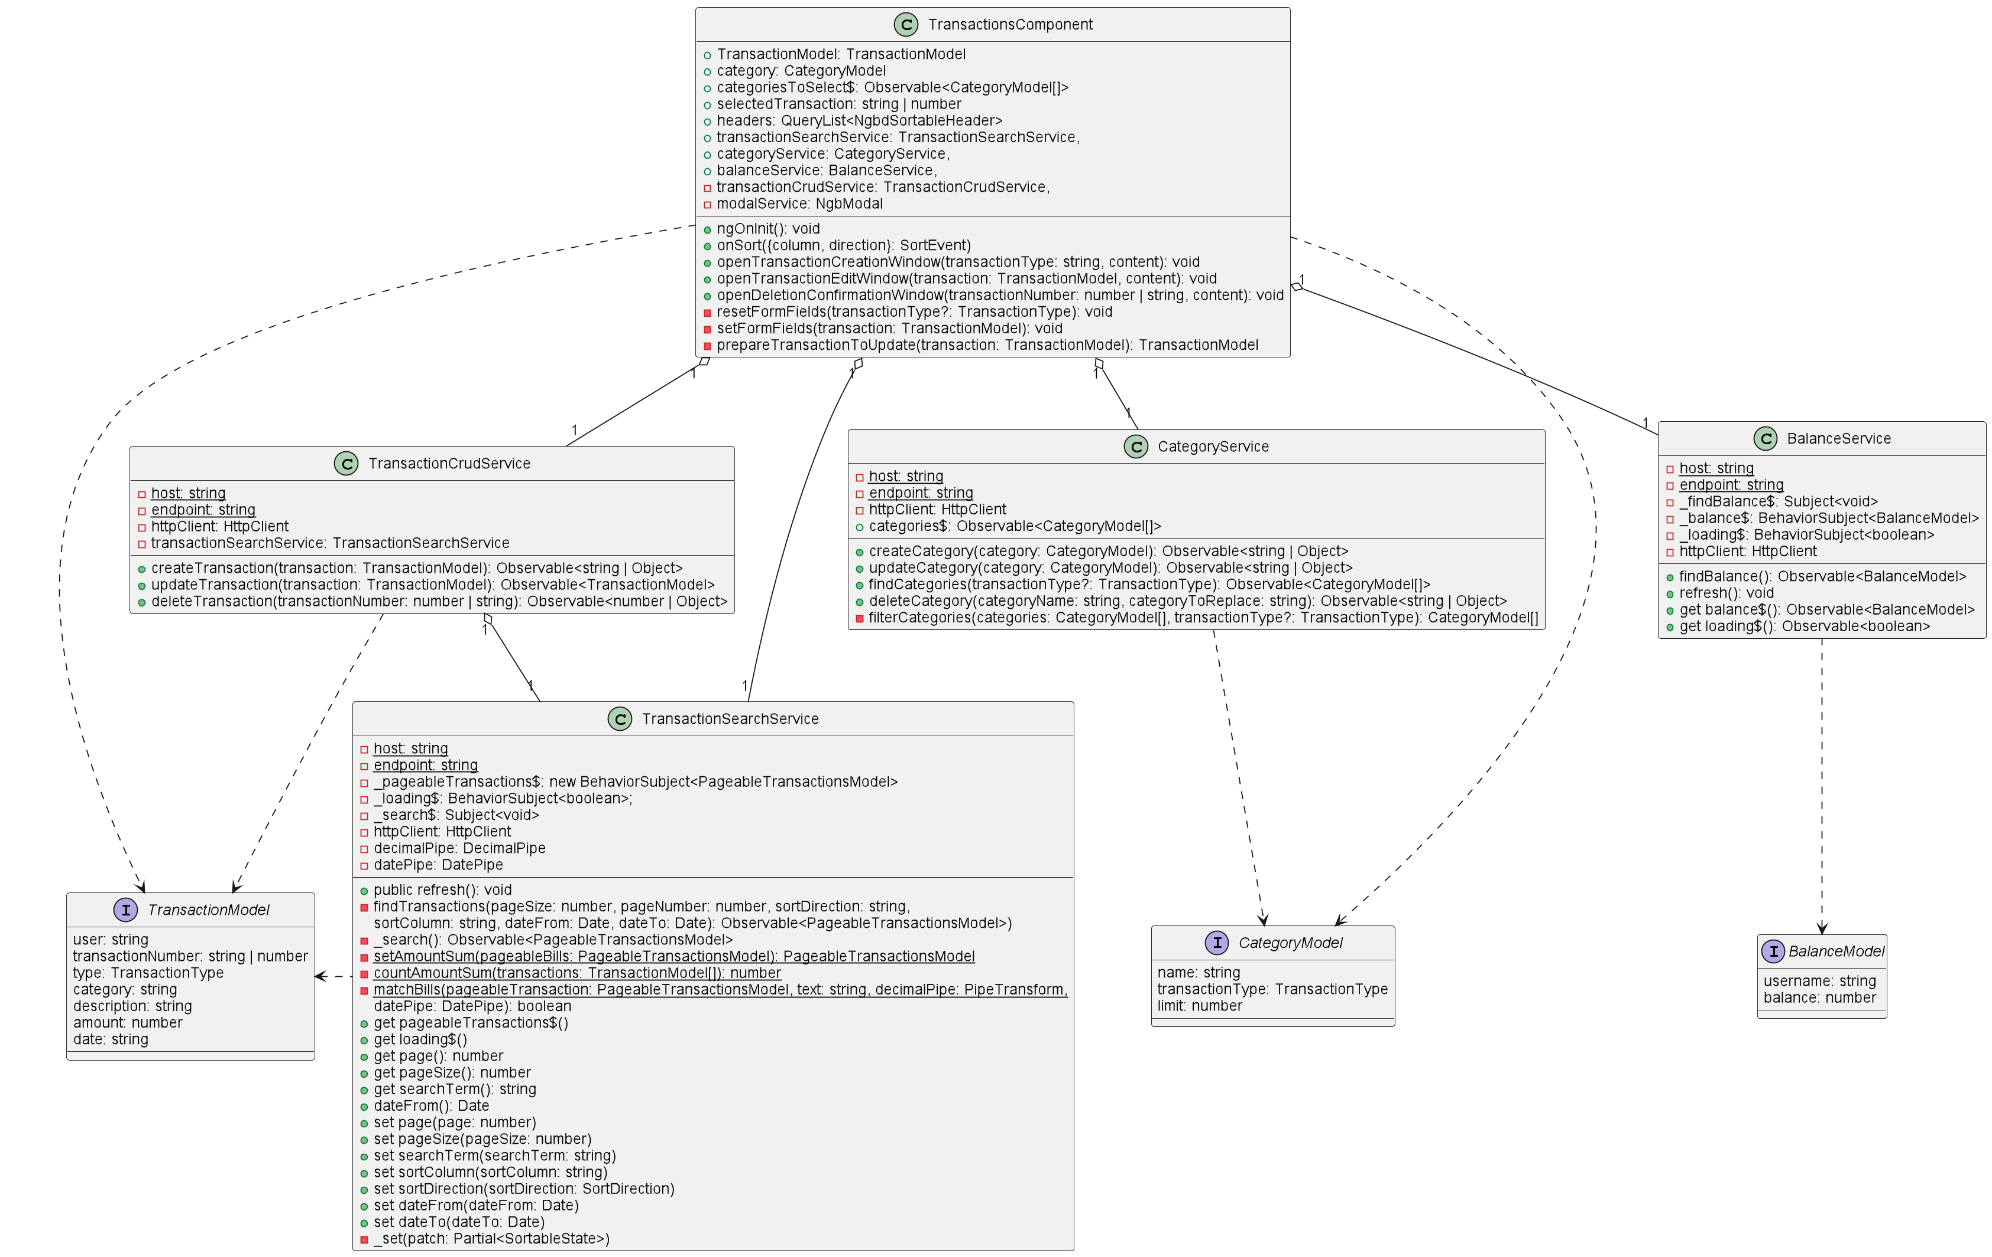 C TransactionsComponent
TransactionModel: TransactionModel
category: CategoryModel
categoriesToSelect$: Observable<CategoryModel[]>
selectedTransaction: string | number
headers: QueryList<NgbdSortableHeader>
transactionSearchService: TransactionSearchService,
categoryService: CategoryService,
balanceService: BalanceService,
transactionCrudService: TransactionCrudService,
modalService: NgbModal
ngOnInit(): void
onSort({column, direction}: SortEvent)
openTransactionCreationWindow(transactionType: string, content): void
openTransactionEditWindow(transaction: TransactionModel, content): void
openDeletionConfirmationWindow(transactionNumber: number | string, content): void
resetFormFields(transactionType?: TransactionType): void
setFormFields(transaction: TransactionModel): void
prepareTransactionToUpdate(transaction: TransactionModel): TransactionModel
1
1
1
1
1
1
1
C TransactionCrudService
host: string
endpoint: string
httpClient: HttpClient
transactionSearchService: TransactionSearchService
createTransaction(transaction: TransactionModel): Observable<string | Object>
updateTransaction(transaction: TransactionModel): Observable<TransactionModel>
deleteTransaction(transactionNumber: number | string): Observable<number | Object>
C CategoryService
host: string
endpoint: string
httpClient: HttpClient
categories$: Observable<CategoryModel[]>
createCategory(category: CategoryModel): Observable<string | Object>
updateCategory(category: CategoryModel): Observable<string | Object>
findCategories(transactionType?: TransactionType): Observable<CategoryModel[]>
deleteCategory(categoryName: string, categoryToReplace: string): Observable<string | Object>
filterCategories(categories: CategoryModel[], transactionType?: TransactionType): CategoryModel[]
C BalanceService
host: string
endpoint: string
_findBalance$: Subject<void>
_balance$: BehaviorSubject<BalanceModel>
_loading$: BehaviorSubject<boolean>
httpClient: HttpClient
findBalance(): Observable<BalanceModel>
refresh(): void
get balance$(): Observable<BalanceModel>
get loading$(): Observable<boolean>
1
1
1
C TransactionSearchService
host: string
endpoint: string
_pageableTransactions$: new BehaviorSubject<PageableTransactionsModel>
_loading$: BehaviorSubject<boolean>;
_search$: Subject<void>
httpClient: HttpClient
decimalPipe: DecimalPipe
datePipe: DatePipe
public refresh(): void
findTransactions(pageSize: number, pageNumber: number, sortDirection: string,
sortColumn: string, dateFrom: Date, dateTo: Date): Observable<PageableTransactionsModel>)
_search(): Observable<PageableTransactionsModel>
setAmountSum(pageableBills: PageableTransactionsModel): PageableTransactionsModel
countAmountSum(transactions: TransactionModel[]): number
matchBills(pageableTransaction: PageableTransactionsModel, text: string, decimalPipe: PipeTransform,
datePipe: DatePipe): boolean
get pageableTransactions$()
get loading$()
get page(): number
get pageSize(): number
get searchTerm(): string
dateFrom(): Date
set page(page: number)
set pageSize(pageSize: number)
set searchTerm(searchTerm: string)
set sortColumn(sortColumn: string)
set sortDirection(sortDirection: SortDirection)
set dateFrom(dateFrom: Date)
set dateTo(dateTo: Date)
_set(patch: Partial<SortableState>)
I TransactionModel
user: string
transactionNumber: string | number
type: TransactionType
category: string
description: string
amount: number
date: string
I CategoryModel
name: string
transactionType: TransactionType
limit: number
I BalanceModel
username: string
balance: number